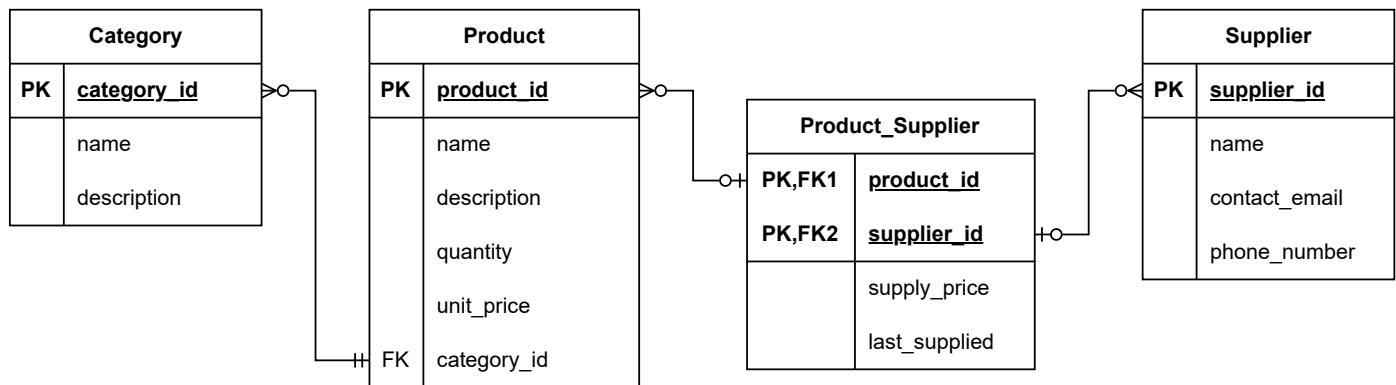 Category
PK category_id
name
description
Product
PK product_id
name
description
quantity
unit_price
FK category_id
Product_Supplier
PK,FK1 product_id
PK,FK2 supplier_id
supply_price
last_supplied
Supplier
PK supplier_id
name
contact_email
phone_number